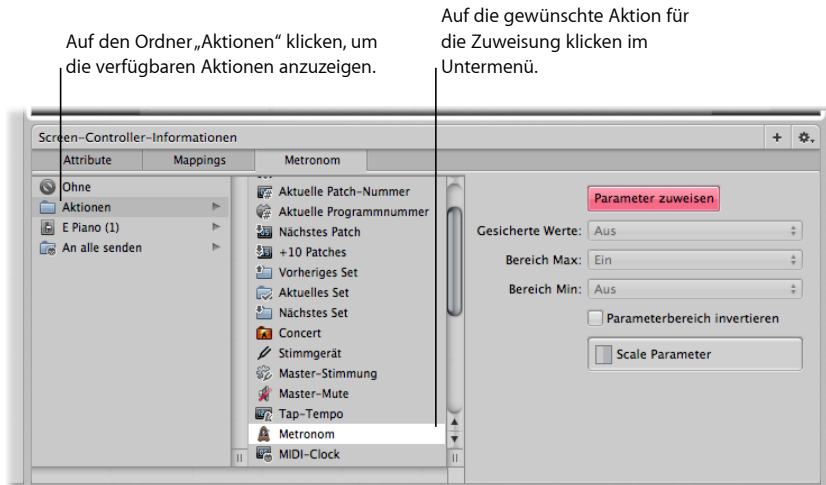 Auf den Ordner „Aktionen“ klicken, um
die verfügbaren Aktionen anzuzeigen.
Auf die gewünschte Aktion für
die Zuweisung klicken im
Untermenü.
Screen-Controller-Informationen
Attribute
Mappings
Metronom
Ohne
Aktionen
E Piano (1)
An alle senden
Aktuelle Patch-Nummer
Aktuelle Programmnummer
Nächstes Patch
+10 Patches
Vorheriges Set
Aktuelles Set
Nächstes Set
Concert
Stimmgerät
Master-Stimmung
Master-Mute
Tap-Tempo
Metronom
MIDI-Clock
Parameter zuweisen
Gesicherte Werte: Aus
Bereich Max: Ein
Bereich Min: Aus
Parameterbereich invertieren
Scale Parameter